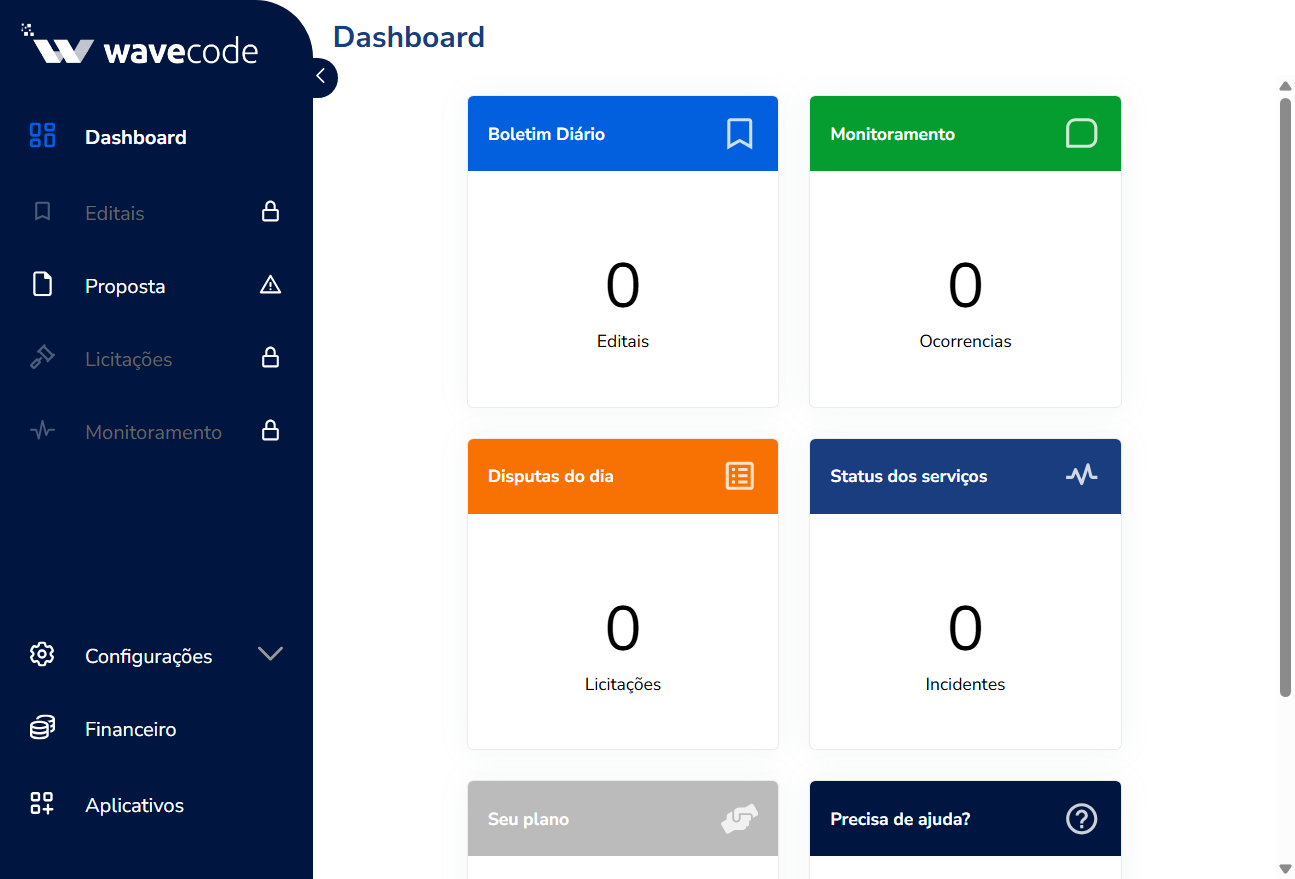 wavecode
Dashboard
Editais
Proposta
Licitações
Monitoramento
Configurações
Financeiro
Aplicativos
Dashboard
Boletim Diário
0
Editais
Monitoramento
0
Ocorrencias
Disputas do dia
0
Licitações
Status dos serviços
0
Incidentes
Seu plano
Precisa de ajuda?